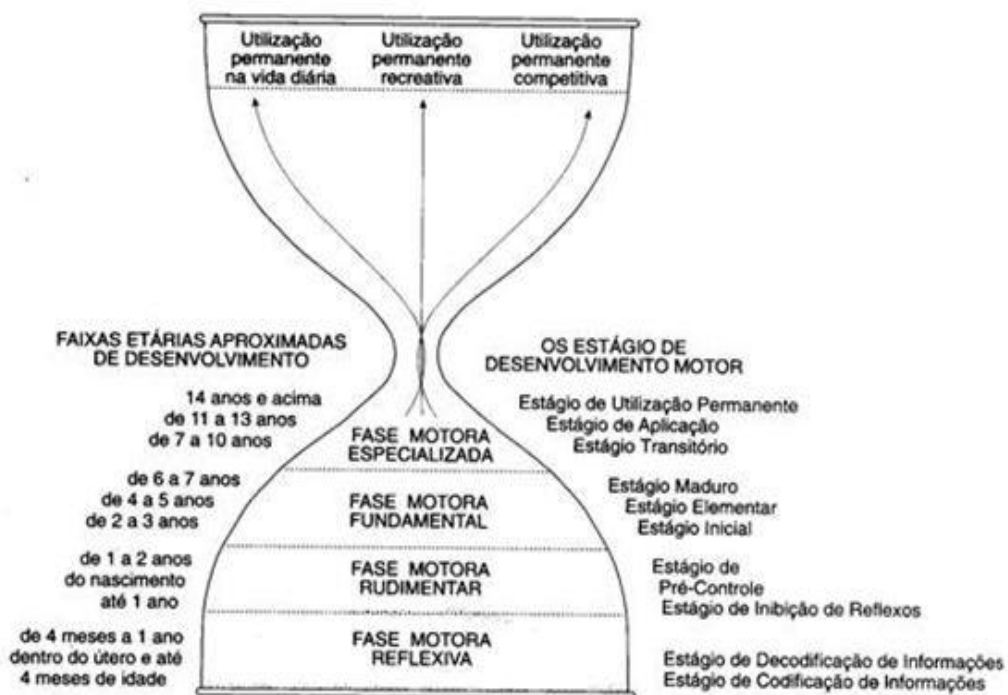 Utilização permanente na vida diária
Utilização permanente recreativa
Utilização permanente competitiva
FAIXAS ETÁRIAS APROXIMADAS
DE DESENVOLVIMENTO
14 anos e acima
de 11 a 13 anos
de 7 a 10 anos
de 6 a 7 anos
de 4 a 5 anos
de 2 a 3 anos
de 1 a 2 anos
do nascimento
até 1 ano
de 4 meses a 1 ano
dentro do útero e até
4 meses de idade
FASE MOTORA
ESPECIALIZADA
FASE MOTORA
FUNDAMENTAL
FASE MOTORA
RUDIMENTAR
FASE MOTORA
REFLEXIVA
OS ESTÁGIO DE
DESENVOLVIMENTO MOTOR
Estágio de Utilização Permanente
Estágio de Aplicação
Estágio Transitório
Estágio Maduro
Estágio Elementar
Estágio Inicial
Estágio de
Pré-Controle
Estágio de Inibição de Reflexos
Estágio de Decodificação de Informações
Estágio de Codificação de Informações